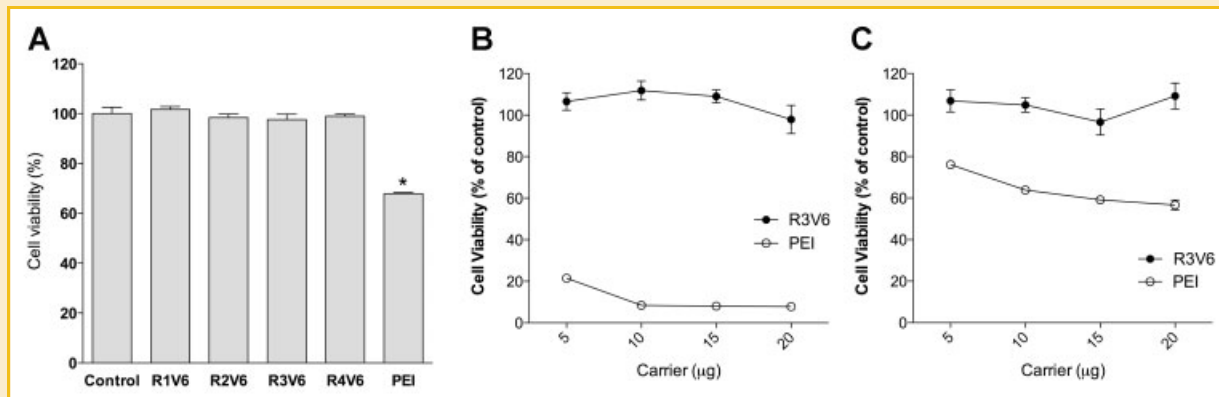 A
120
100
80
60
40
20
0
Cell viability (%)
*
Control R1V6 R2V6 R3V6 R4V6 PEI
B
120
100
80
60
40
20
0
Cell Viability (% of control)
R3V6
PEI
5 10 15 20
Carrier (µg)
C
120
100
80
60
40
20
0
Cell Viability (% of control)
R3V6
PEI
5 10 15 20
Carrier (µg)